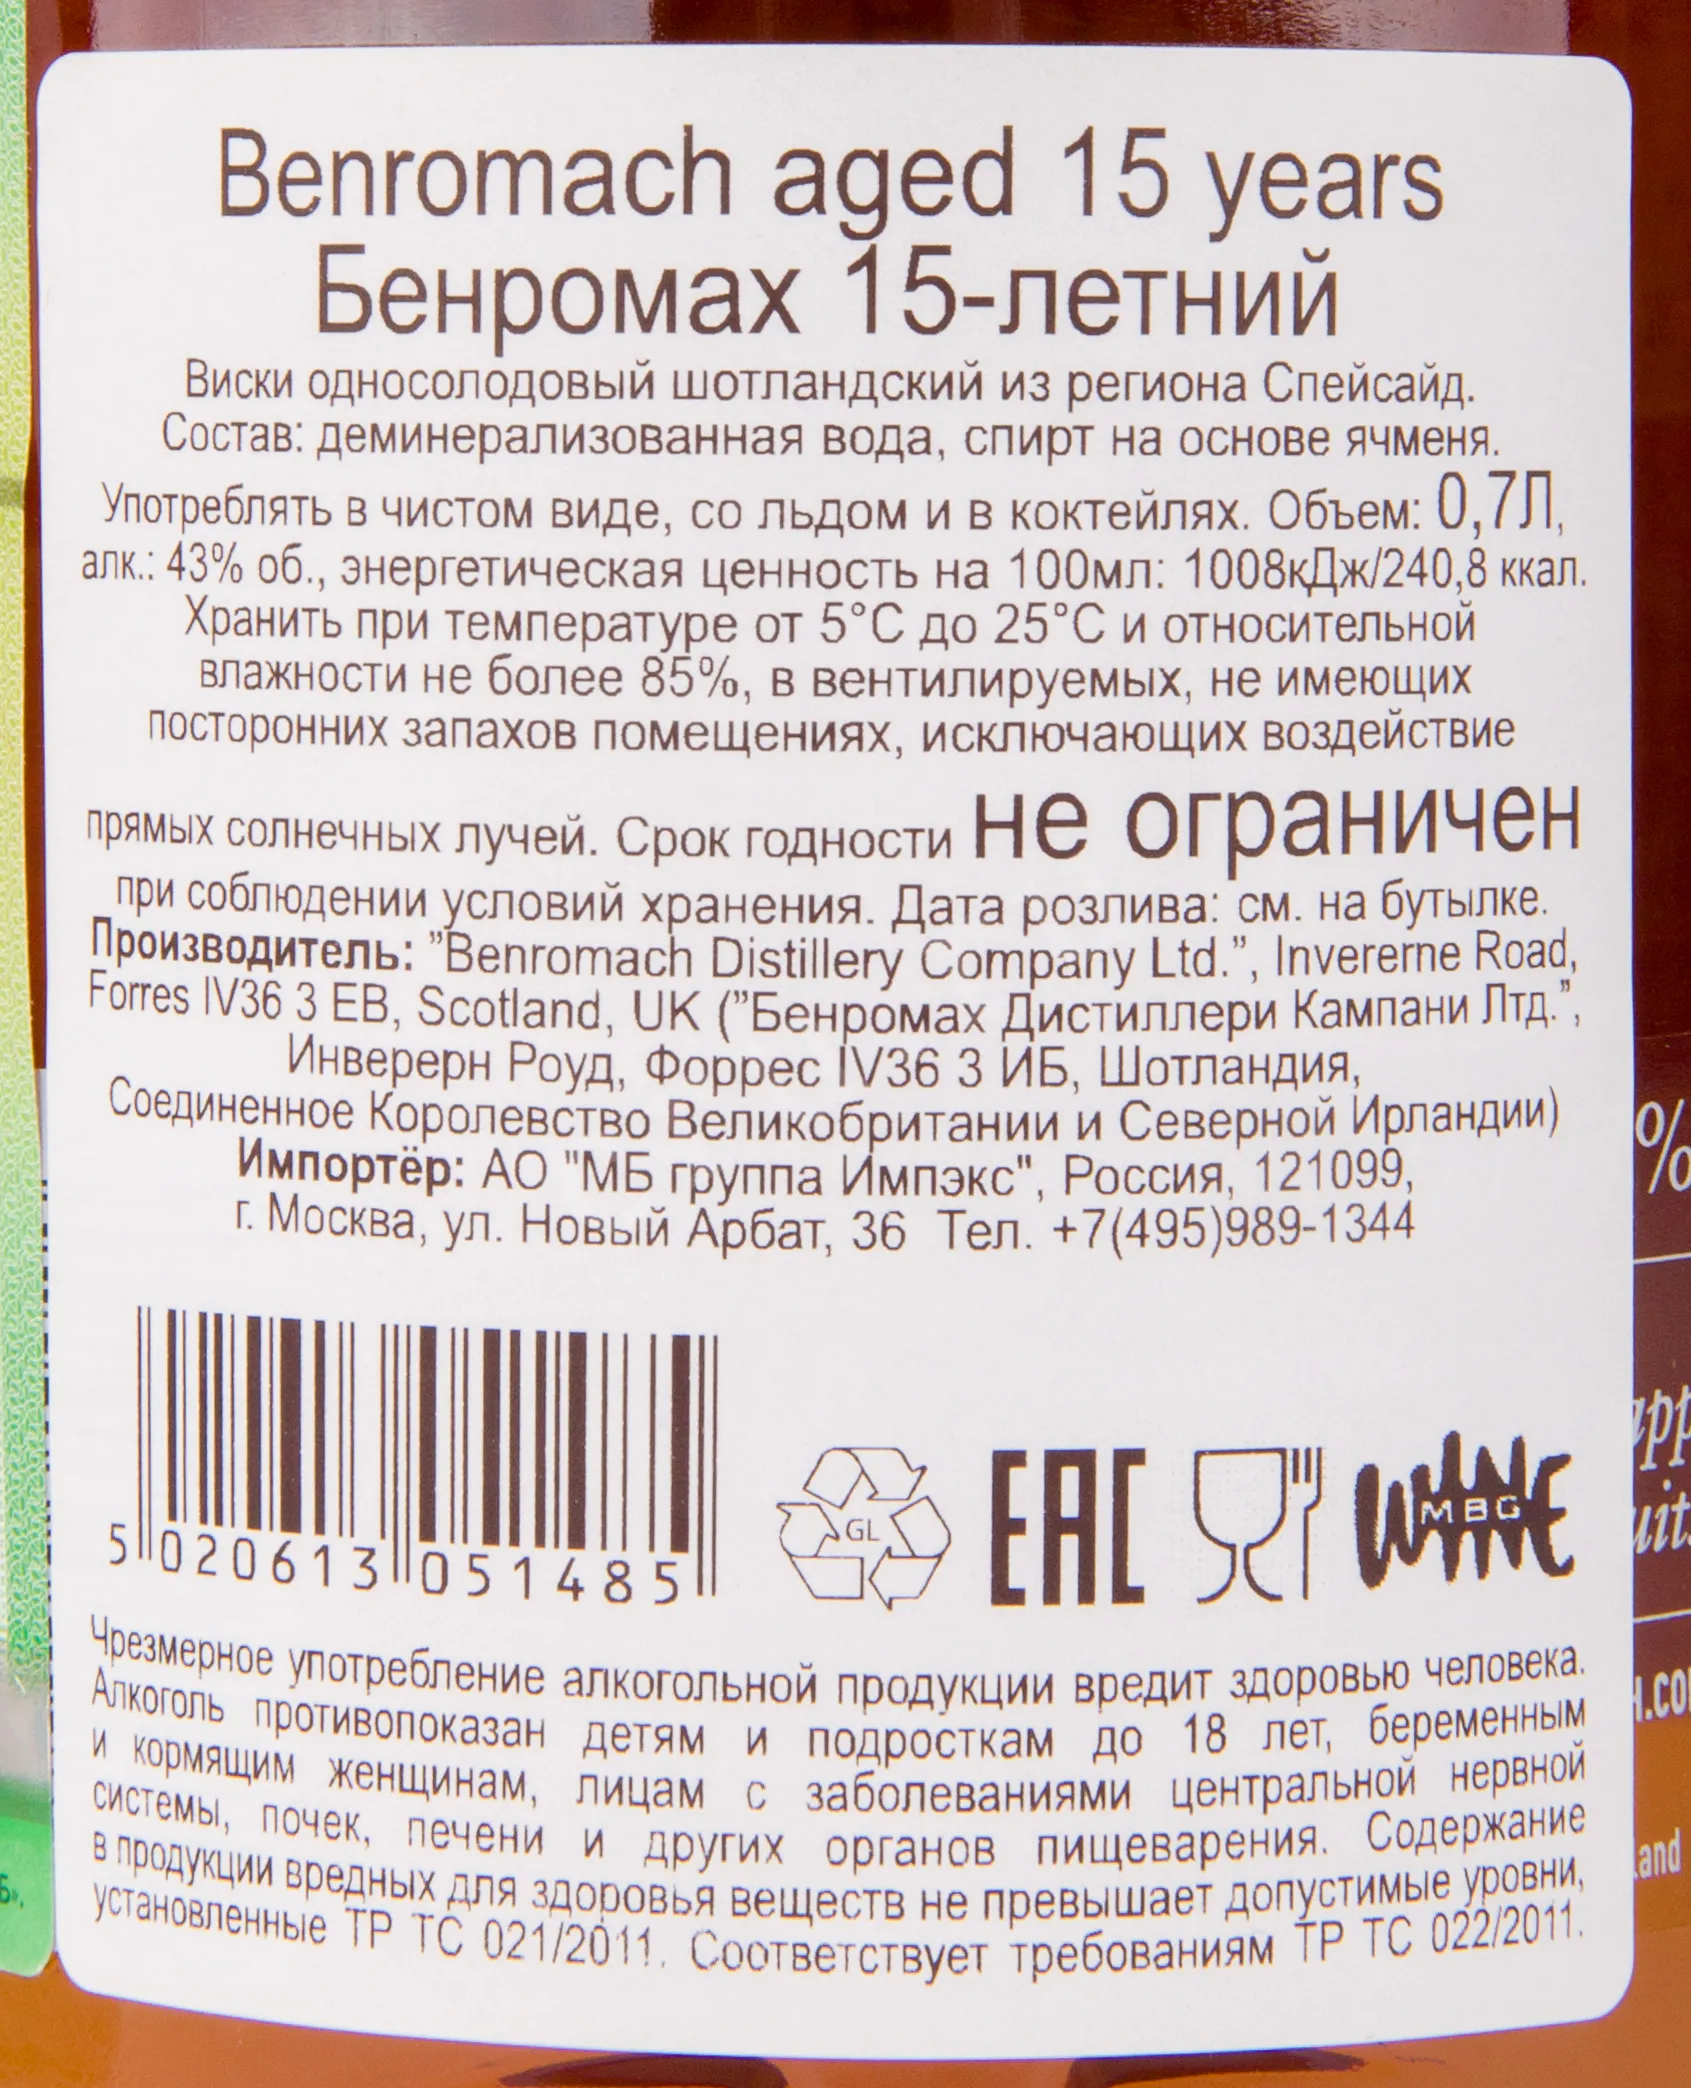 Benromach aged 15 years
Бенромах 15-летний
Виски односолодовый шотландский из региона Спейсайд.
Состав: деминерализованная вода, спирт на основе ячменя.
Употреблять в чистом виде, со льдом и в коктейлях. Объем: 0,7Л,
алк.: 43% об., энергетическая ценность на 100мл: 1008кДж/240,8 ккал.
Хранить при температуре от 5°C до 25°C и относительной
влажности не более 85%, в вентилируемых, не имеющих
посторонних запахов помещениях, исключающих воздействие
прямых солнечных лучей. Срок годности не ограничен
при соблюдении условий хранения. Дата розлива: см. на бутылке.
Производитель: "Benromach Distillery Company Ltd.", Invererne Road,
Forres IV36 3 EB, Scotland, UK ("Бенромах Дистиллери Кампани Лтд.",
Инверерн Роуд, Форрес IV36 3 ИБ, Шотландия,
Соединенное Королевство Великобритании и Северной Ирландии)
Импортёр: АО "МБ группа Импэкс", Россия, 121099,
г. Москва, ул. Новый Арбат, 36 Тел. +7(495)989-1344
5 020613 051485
GL
EAC
WINE
MBG
Чрезмерное употребление алкогольной продукции вредит здоровью человека.
Алкоголь противопоказан детям и подросткам до 18 лет, беременным
и кормящим женщинам, лицам с заболеваниями центральной нервной
системы, почек, печени и других органов пищеварения. Содержание
в продукции вредных для здоровья веществ не превышает допустимые уровни,
установленные ТР ТС 021/2011. Соответствует требованиям ТР ТС 022/2011.
%